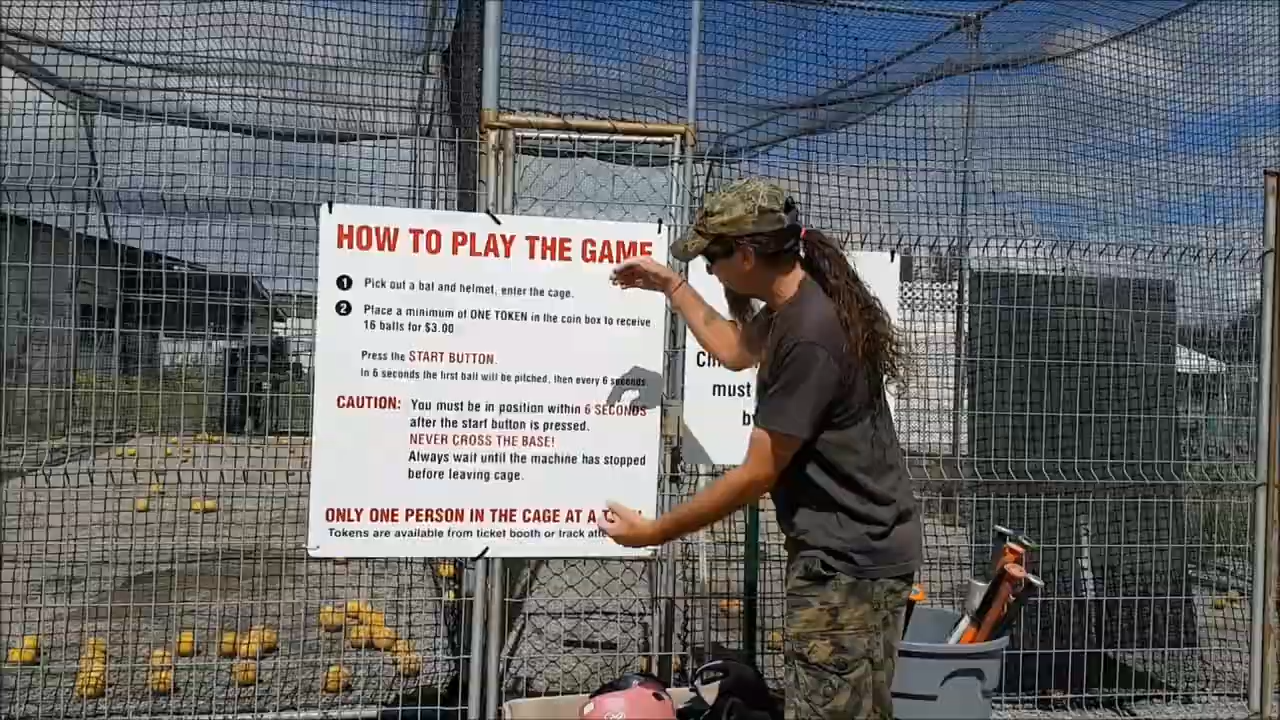 HOW TO PLAY THE GAME
1 Pick out a bat and helmet, enter the cage.
2 Place a minimum of ONE TOKEN in the coin box to receive
16 balls for $3.00
Press the START BUTTON.
In 6 seconds the first ball will be pitched, then every 6 seconds.
CAUTION: You must be in position within 6 SECONDS
after the start button is pressed.
NEVER CROSS THE BASE!
Always wait until the machine has stopped
before leaving cage.
ONLY ONE PERSON IN THE CAGE AT A
Tokens are available from ticket booth or track
must